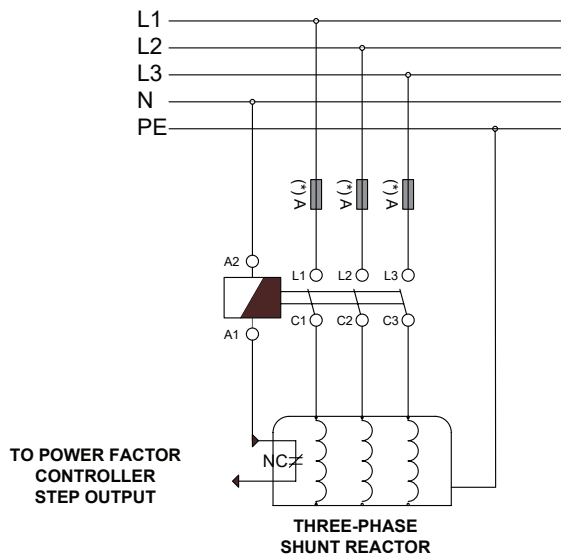 L1
L2
L3
N
PE
(*) A
(*) A
(*) A
A2
L1
L2
L3
A1
C1
C2
C3
NC
TO POWER FACTOR
CONTROLLER
STEP OUTPUT
THREE-PHASE
SHUNT REACTOR